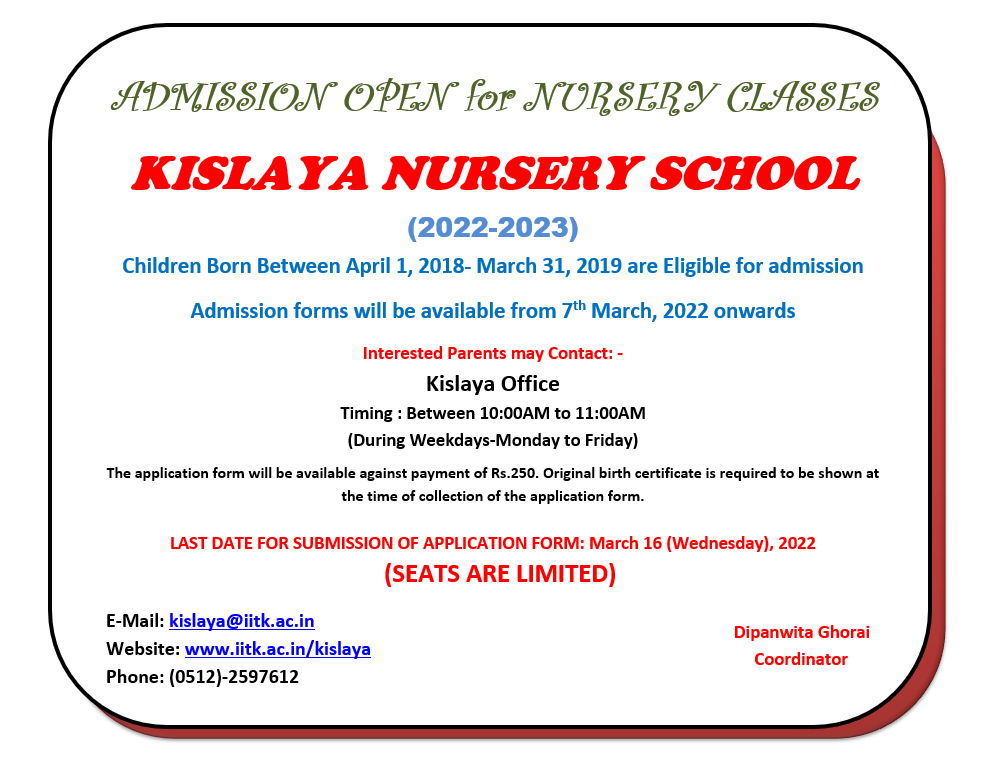 ADMISSION OPEN for NURSERY CLASSES
KISLAYA NURSERY SCHOOL
(2022-2023)
Children Born Between April 1, 2018- March 31, 2019 are Eligible for admission
Admission forms will be available from 7th March, 2022 onwards
Interested Parents may Contact: -
Kislaya Office
Timing : Between 10:00AM to 11:00AM
(During Weekdays-Monday to Friday)
The application form will be available against payment of Rs.250. Original birth certificate is required to be shown at
the time of collection of the application form.
LAST DATE FOR SUBMISSION OF APPLICATION FORM: March 16 (Wednesday), 2022
(SEATS ARE LIMITED)
E-Mail: kislaya@iitk.ac.in
Website: www.iitk.ac.in/kislaya
Phone: (0512)-2597612
Dipanwita Ghorai
Coordinator